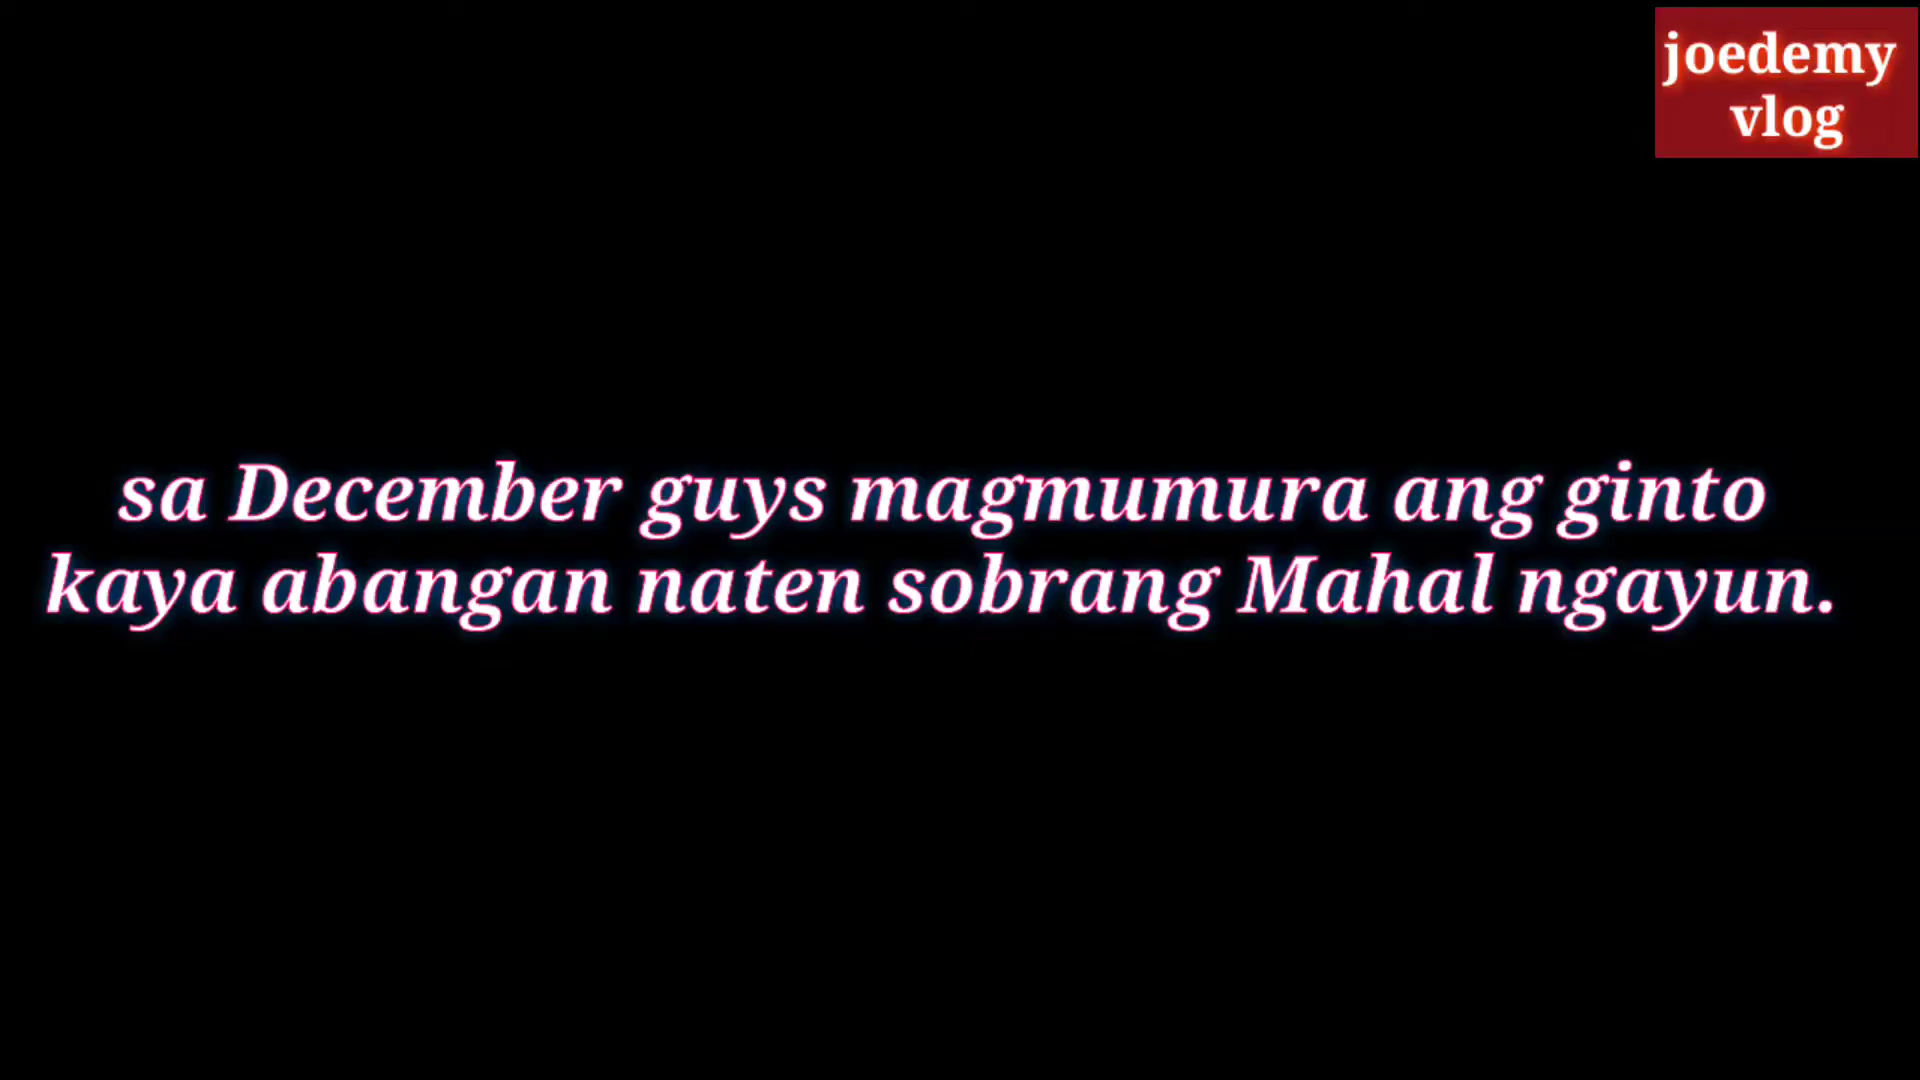 joedemy
vlog
sa December guys magmumura ang ginto
kaya abangan naten sobrang Mahal ngayun.